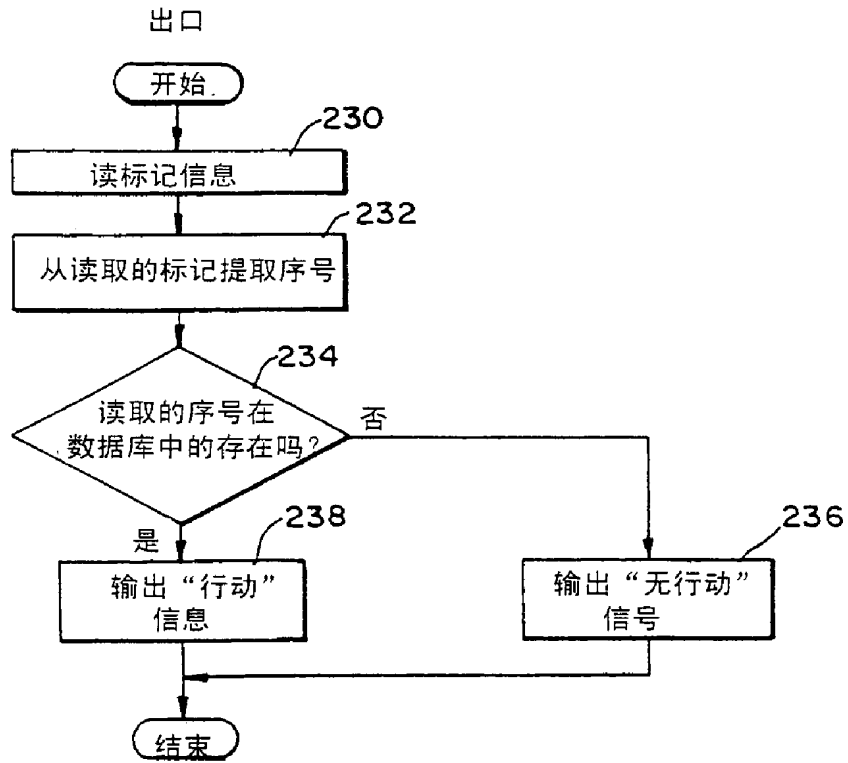 出口
开始
230
读标记信息
232
从读取的标记提取序号
234
读取的序号在
数据库中的存在吗?
否
是
238
输出“行动”
信息
236
输出“无行动”
信号
结束